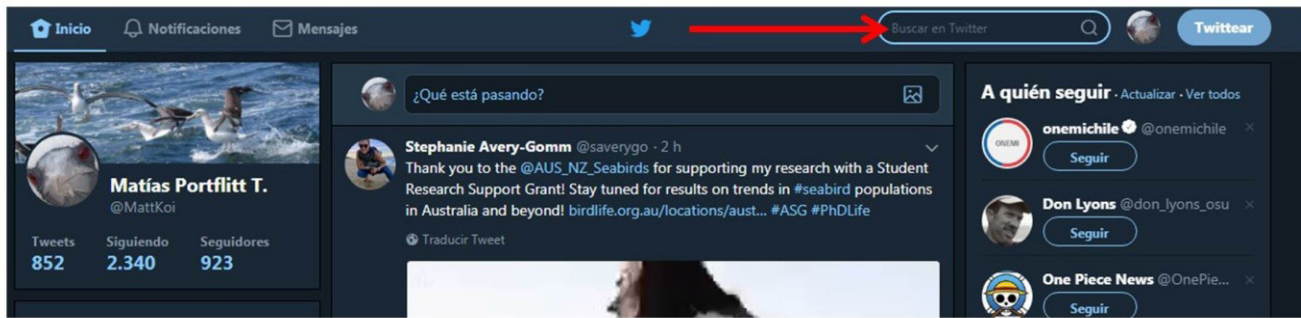 Inicio
Notificaciones
Mensajes
Buscar en Twitter
Twittear
Matías Portflitt T.
@MattKoi
Tweets Siguiendo Seguidores
852 2.340 923
¿Qué está pasando?
Stephanie Avery-Gomm @saverygo · 2 h
Thank you to the @AUS_NZ_Seabirds for supporting my research with a Student
Research Support Grant! Stay tuned for results on trends in #seabird populations
in Australia and beyond! birdlife.org.au/locations/aust... #ASG #PhDLife
Traducir Tweet
A quién seguir · Actualizar · Ver todos
ONEMI
onemichile @onemichile
Seguir
Don Lyons @don_lyons_osu
Seguir
One Piece News @OnePie...
Seguir